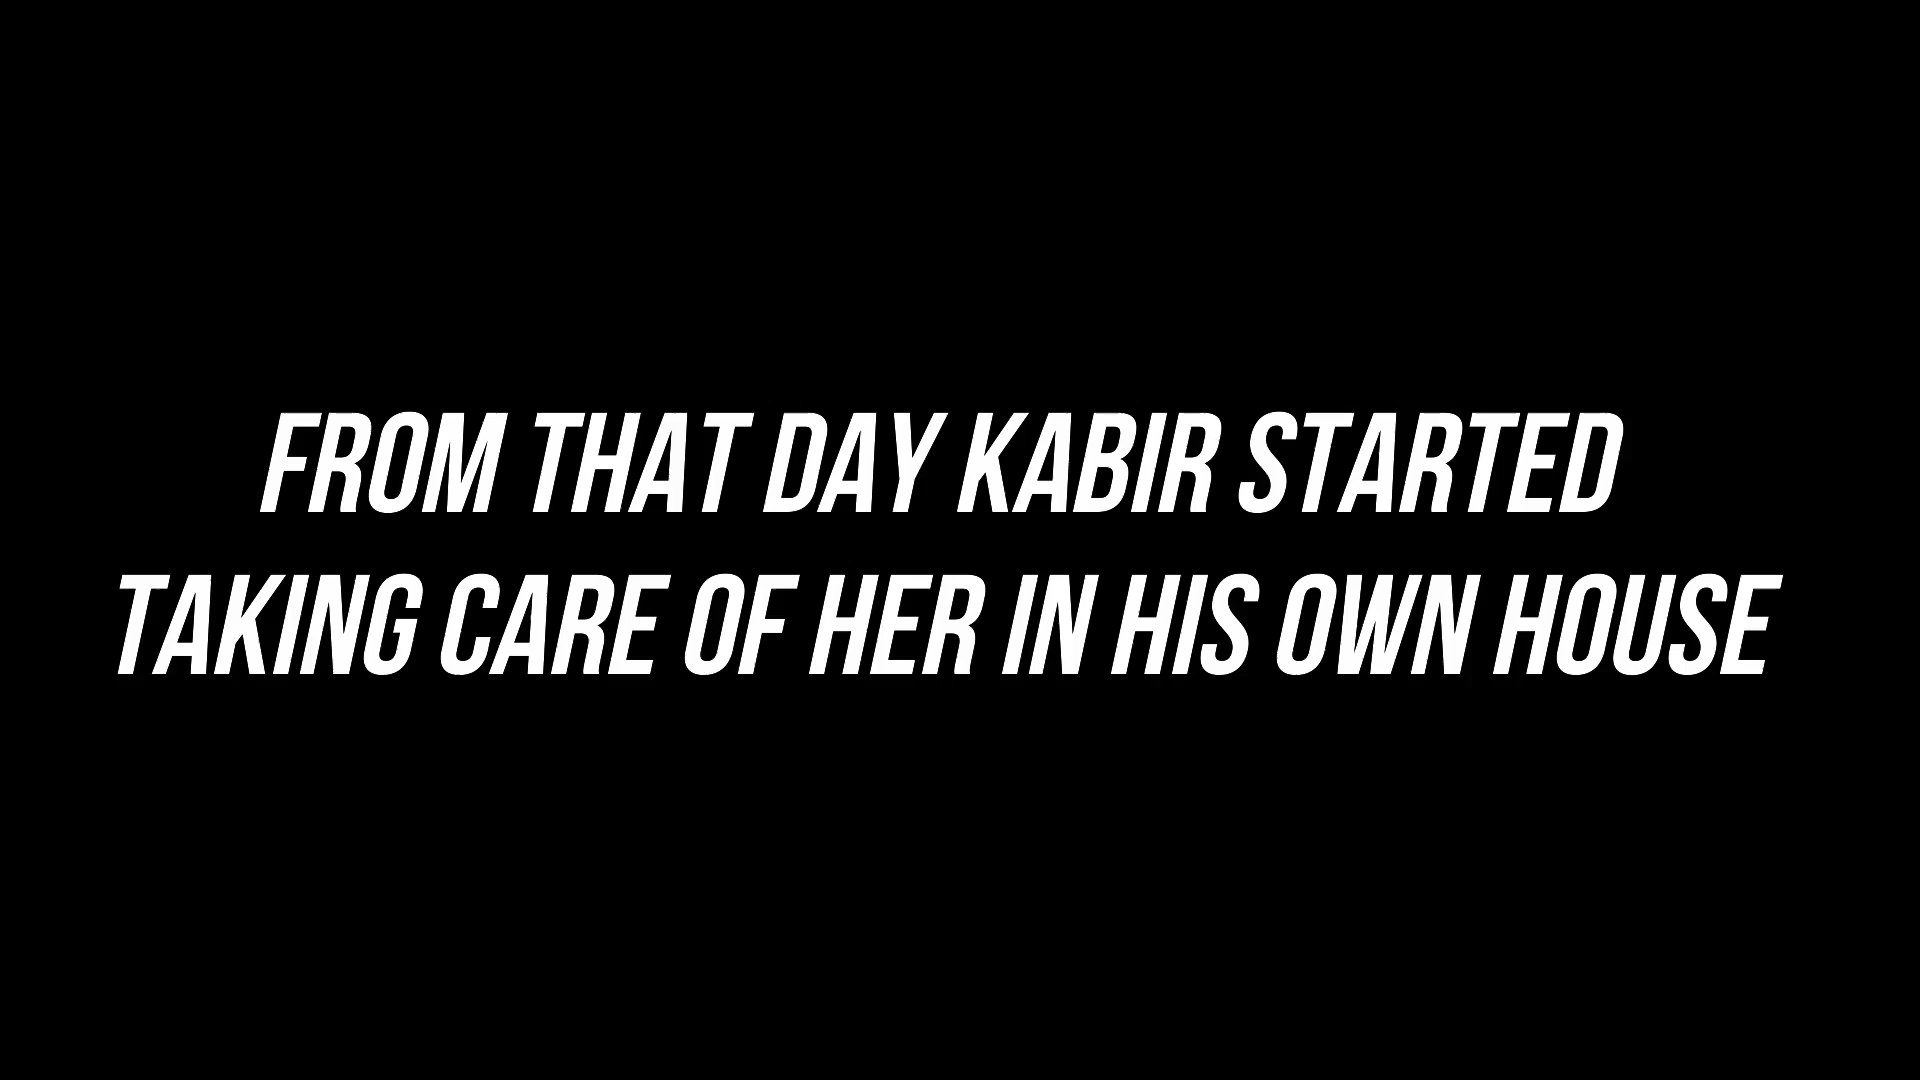 FROM THAT DAY KABIR STARTED
TAKING CARE OF HER IN HIS OWN HOUSE